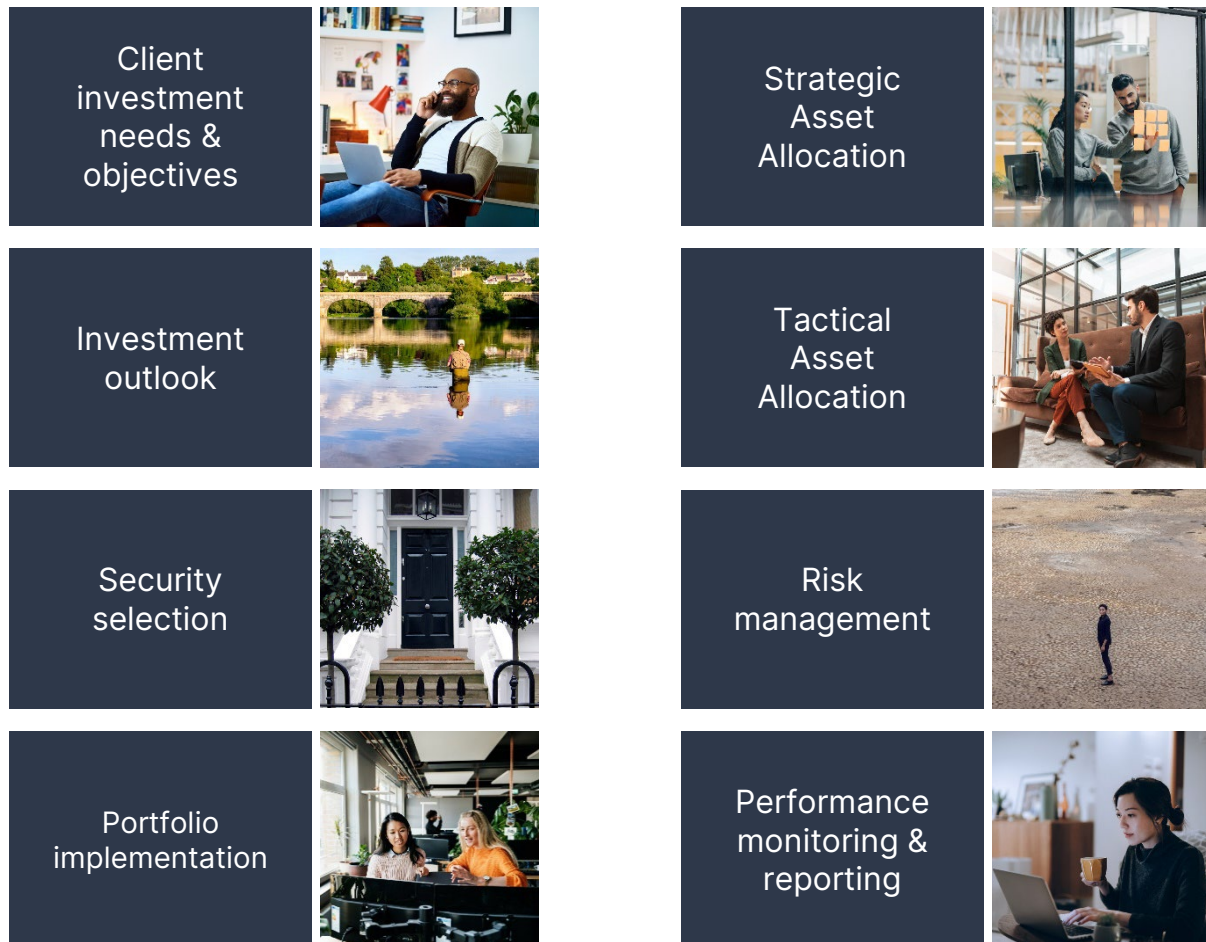 Client
investment
needs &
objectives
Strategic
Asset
Allocation
Investment
outlook
Tactical
Asset
Allocation
Security
selection
Risk
management
Portfolio
implementation
Performance
monitoring &
reporting